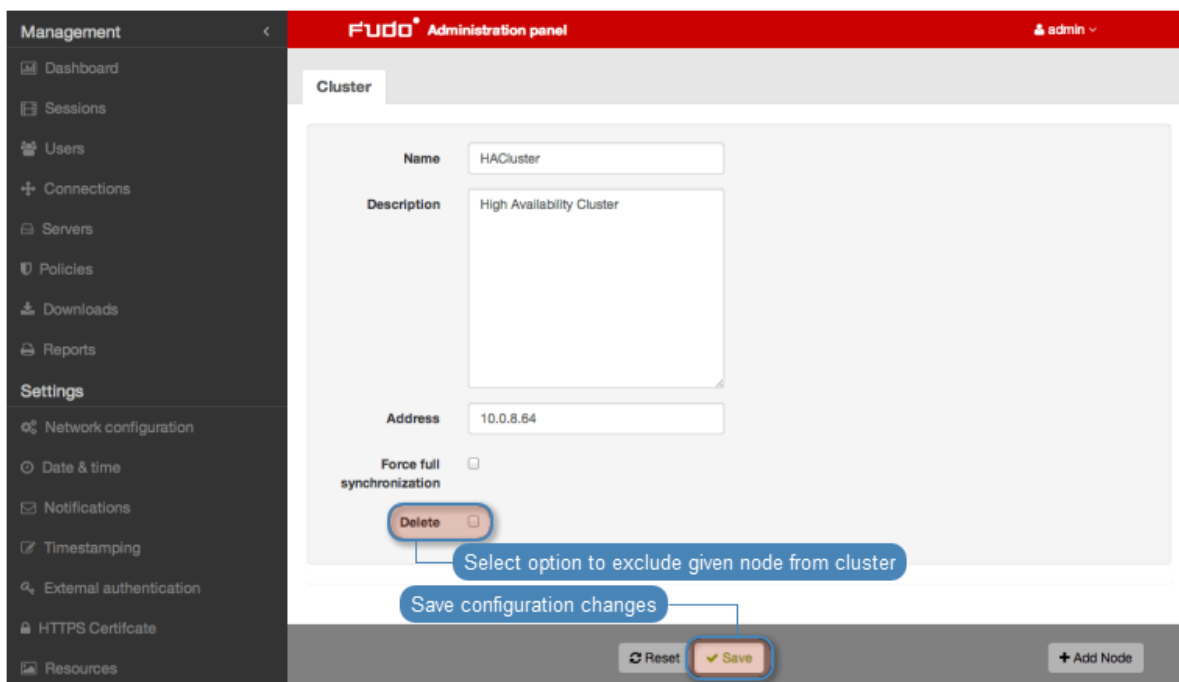 Management
Dashboard
Sessions
Users
Connections
Servers
Policies
Downloads
Reports
Settings
Network configuration
Date & time
Notifications
Timestamping
External authentication
HTTPS Certifcate
Resources
FUDO Administration panel
admin
Cluster
Name HACluster
Description High Availability Cluster
Address 10.0.8.64
Force full
synchronization
Delete
Select option to exclude given node from cluster
Save configuration changes
Reset Save + Add Node